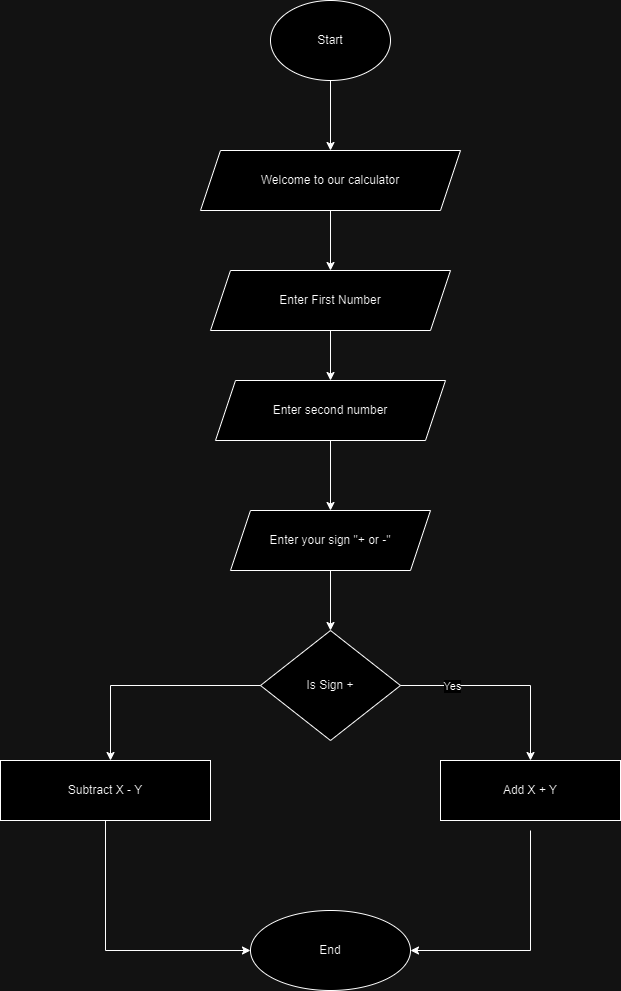 Start
Welcome to our calculator
Enter First Number
Enter second number
Enter your sign "+ or -"
Is Sign +
Yes
Subtract X - Y
Add X + Y
End